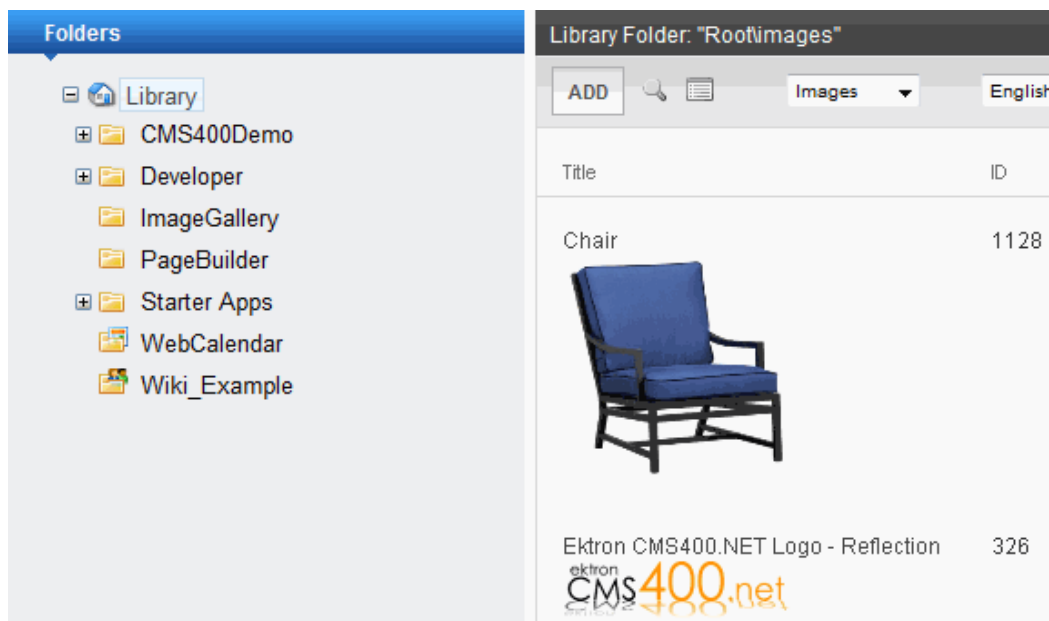 Folders
Library
CMS400Demo
Developer
ImageGallery
PageBuilder
Starter Apps
WebCalendar
Wiki_Example
Library Folder: "Root\images"
ADD Images English
Title ID
Chair 1128
Ektron CMS400.NET Logo - Reflection 326
ektron
CMS400.net